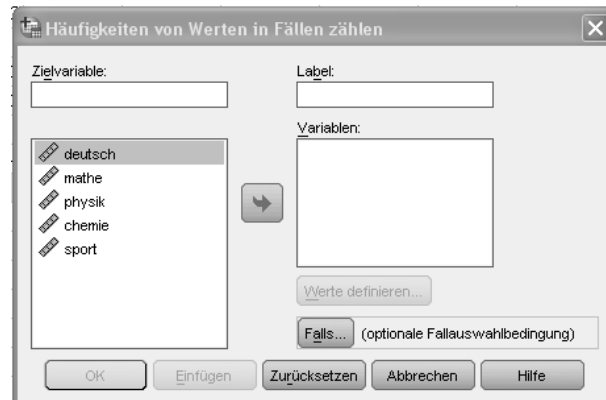 Häufigkeiten von Werten in Fällen zählen
Zielvariable:
Label:
deutsch
mathe
physik
chemie
sport
Variablen:
Werte definieren...
Falls... (optionale Fallauswahlbedingung)
OK Einfügen Zurücksetzen Abbrechen Hilfe